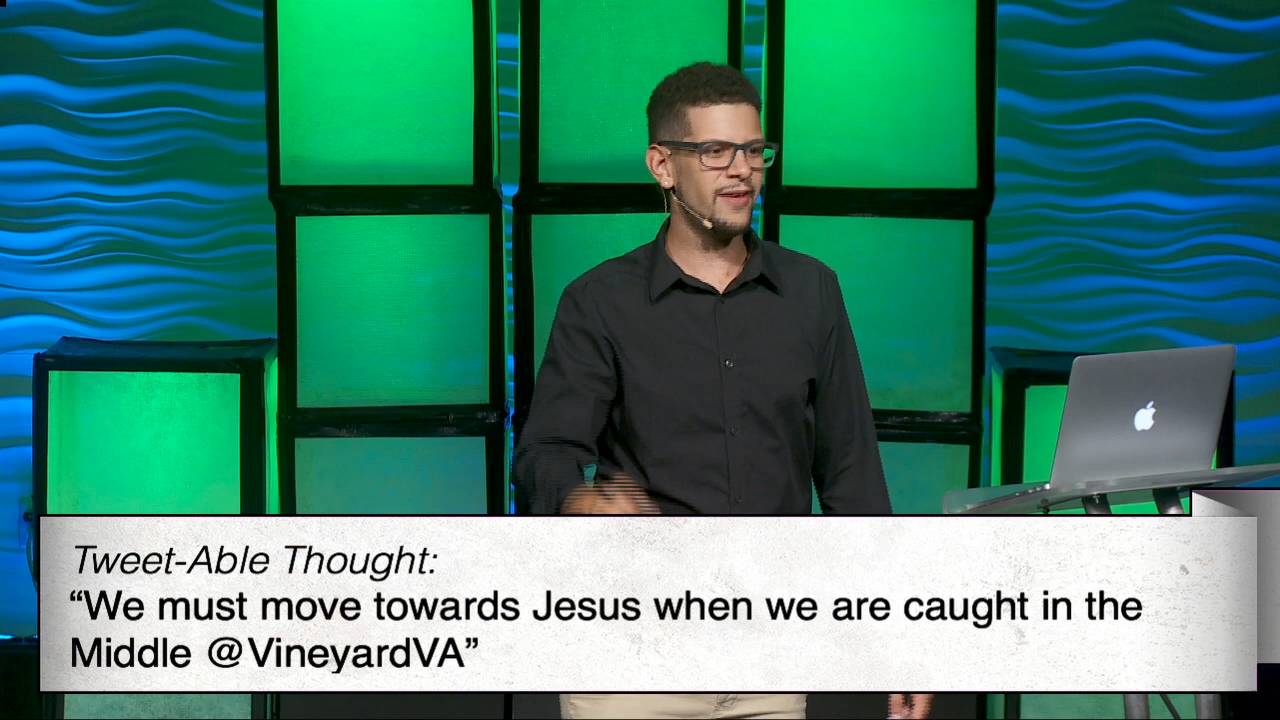 Tweet-Able Thought:
“We must move towards Jesus when we are caught in the
Middle @VineyardVA”